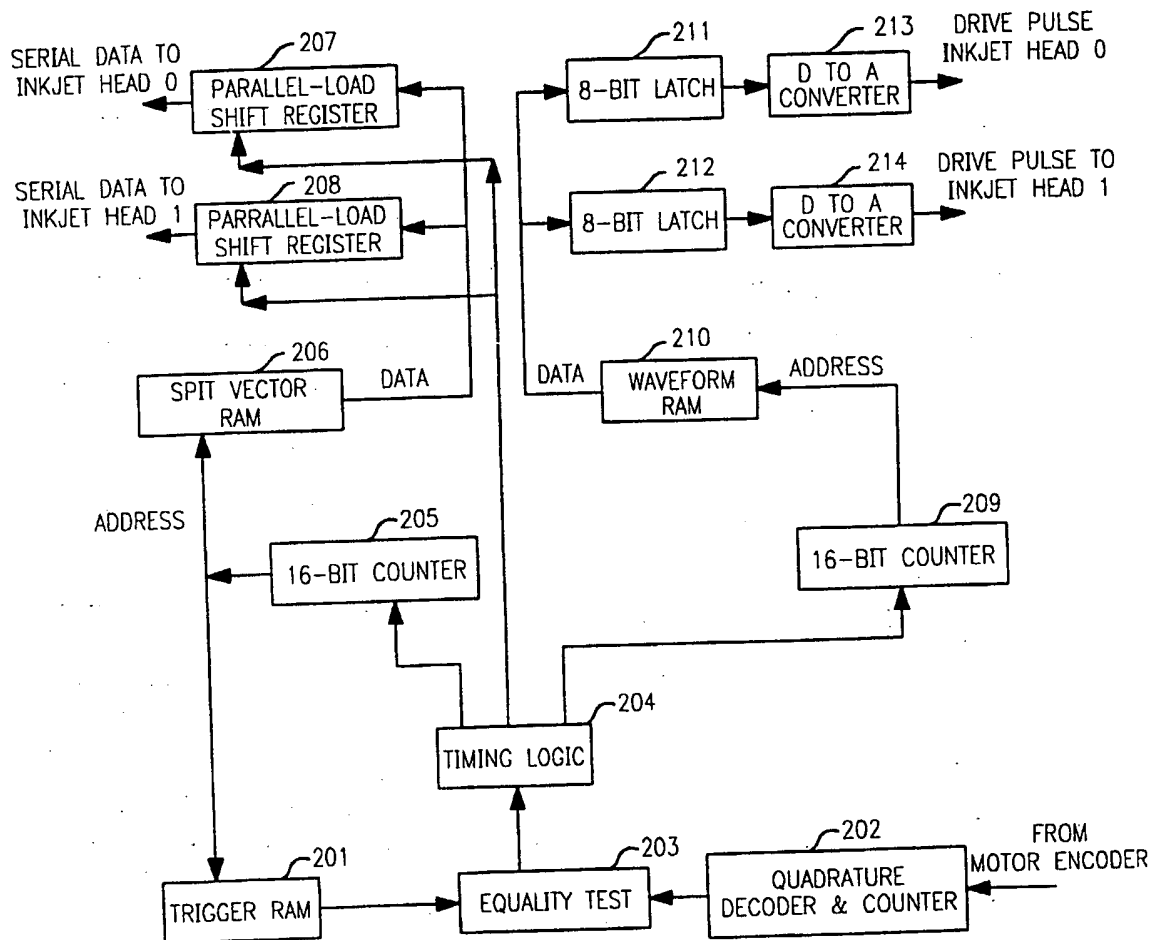 SERIAL DATA TO
INKJET HEAD 0
207
PARALLEL-LOAD
SHIFT REGISTER
211
8-BIT LATCH
213
D TO A
CONVERTER
DRIVE PULSE
INKJET HEAD 0
SERIAL DATA TO
INKJET HEAD 1
208
PARRALLEL-LOAD
SHIFT REGISTER
212
8-BIT LATCH
214
D TO A
CONVERTER
DRIVE PULSE TO
INKJET HEAD 1
206
SPIT VECTOR
RAM
DATA
DATA
210
WAVEFORM
RAM
ADDRESS
ADDRESS
205
16-BIT COUNTER
209
16-BIT COUNTER
204
TIMING LOGIC
201
TRIGGER RAM
203
EQUALITY TEST
202
QUADRATURE
DECODER & COUNTER
FROM
MOTOR ENCODER